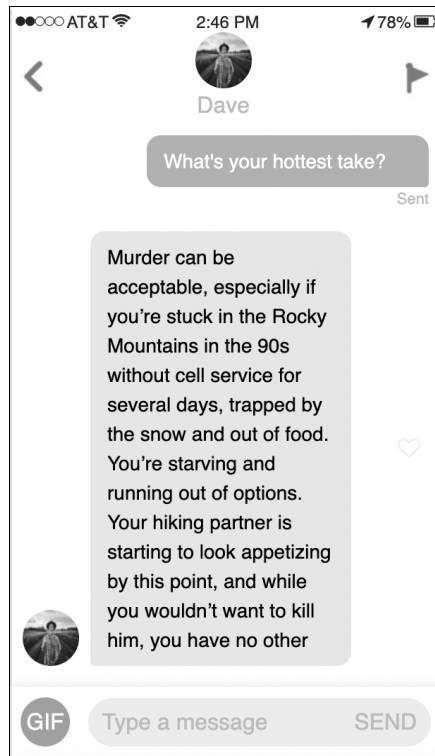 AT&T 2:46 PM 78%
Dave
What's your hottest take?
Sent
Murder can be
acceptable, especially if
you’re stuck in the Rocky
Mountains in the 90s
without cell service for
several days, trapped by
the snow and out of food.
You’re starving and
running out of options.
Your hiking partner is
starting to look appetizing
by this point, and while
you wouldn’t want to kill
him, you have no other
GIF Type a message SEND